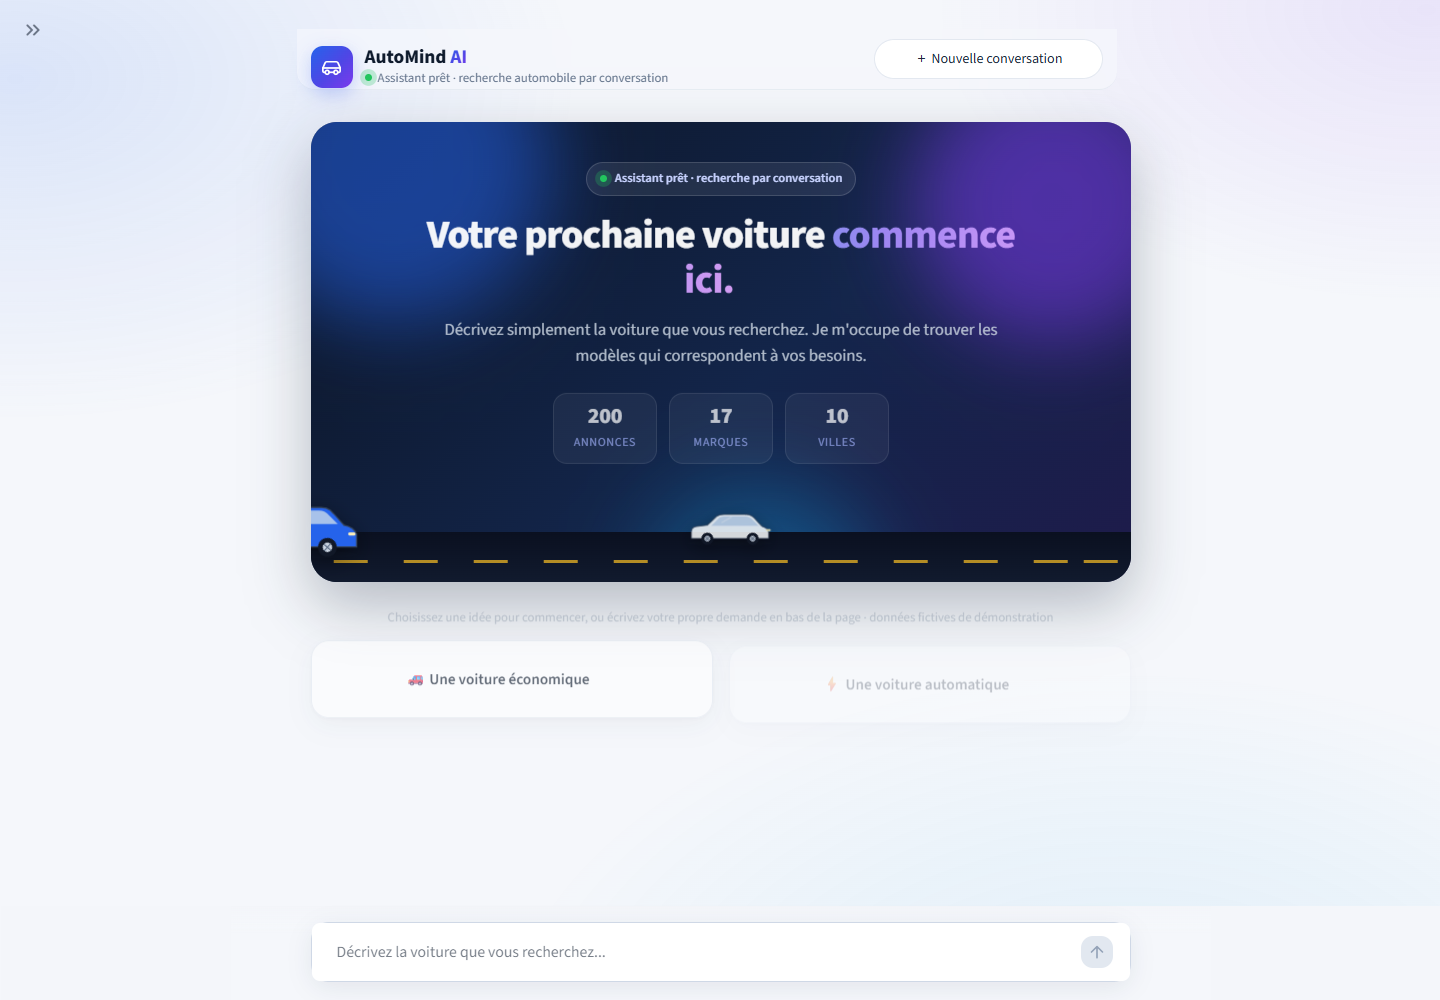 AutoMind AI
Assistant prêt · recherche automobile par conversation
+ Nouvelle conversation
Assistant prêt · recherche par conversation
Votre prochaine voiture commence
ici.
Décrivez simplement la voiture que vous recherchez. Je m'occupe de trouver les
modèles qui correspondent à vos besoins.
200
ANNONCES
17
MARQUES
10
VILLES
Choisissez une idée pour commencer, ou écrivez votre propre demande en bas de la page · données fictives de démonstration
Une voiture économique
Une voiture automatique
Décrivez la voiture que vous recherchez...